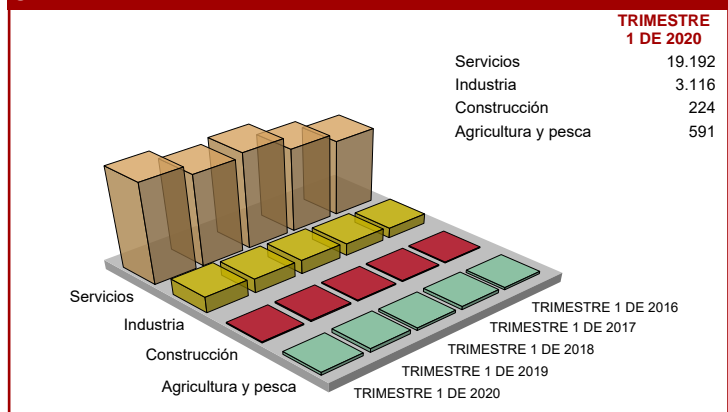 TRIMESTRE
1 DE 2020
Servicios 19.192
Industria 3.116
Construcción 224
Agricultura y pesca 591
Servicios
Industria
Construcción
Agricultura y pesca
TRIMESTRE 1 DE 2016
TRIMESTRE 1 DE 2017
TRIMESTRE 1 DE 2018
TRIMESTRE 1 DE 2019
TRIMESTRE 1 DE 2020